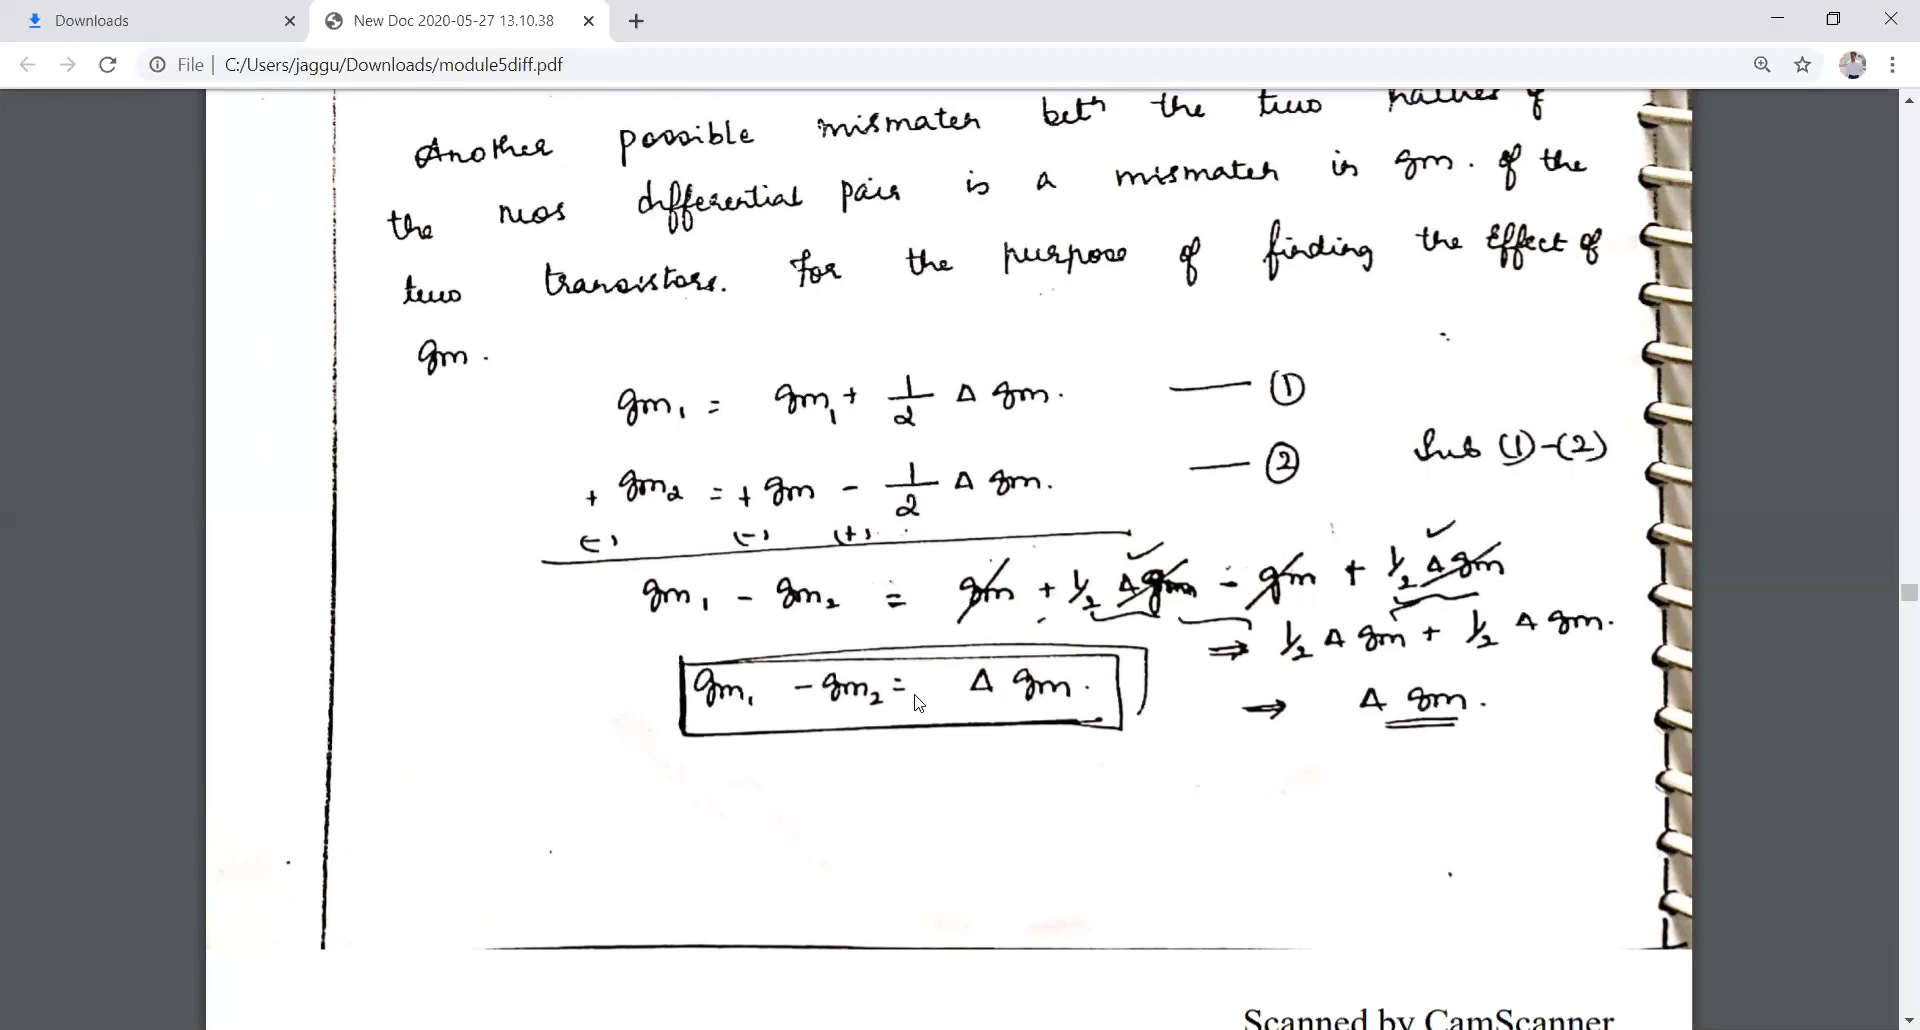 Downloads
New Doc 2020-05-27 13.10.38
File | C:/Users/jaggu/Downloads/module5diff.pdf
Another possible mismatch betn the two halves of
the MOS differential pair is a mismatch in gm. of the
two transistors. For the purpose of finding the Effect of
gm.
gm₁ = gm₁ + 1/2 Δ gm. —— ①
+ gm₂ = + gm - 1/2 Δ gm. —— ② Sub (1)-(2)
(-) (-) (+)
gm₁ - gm₂ = gm + 1/2 Δgm - gm + 1/2 Δgm
⇒ 1/2 Δ gm + 1/2 Δ gm.
gm₁ - gm₂ = Δ gm.
⇒ Δ gm.
Scanned by CamScanner